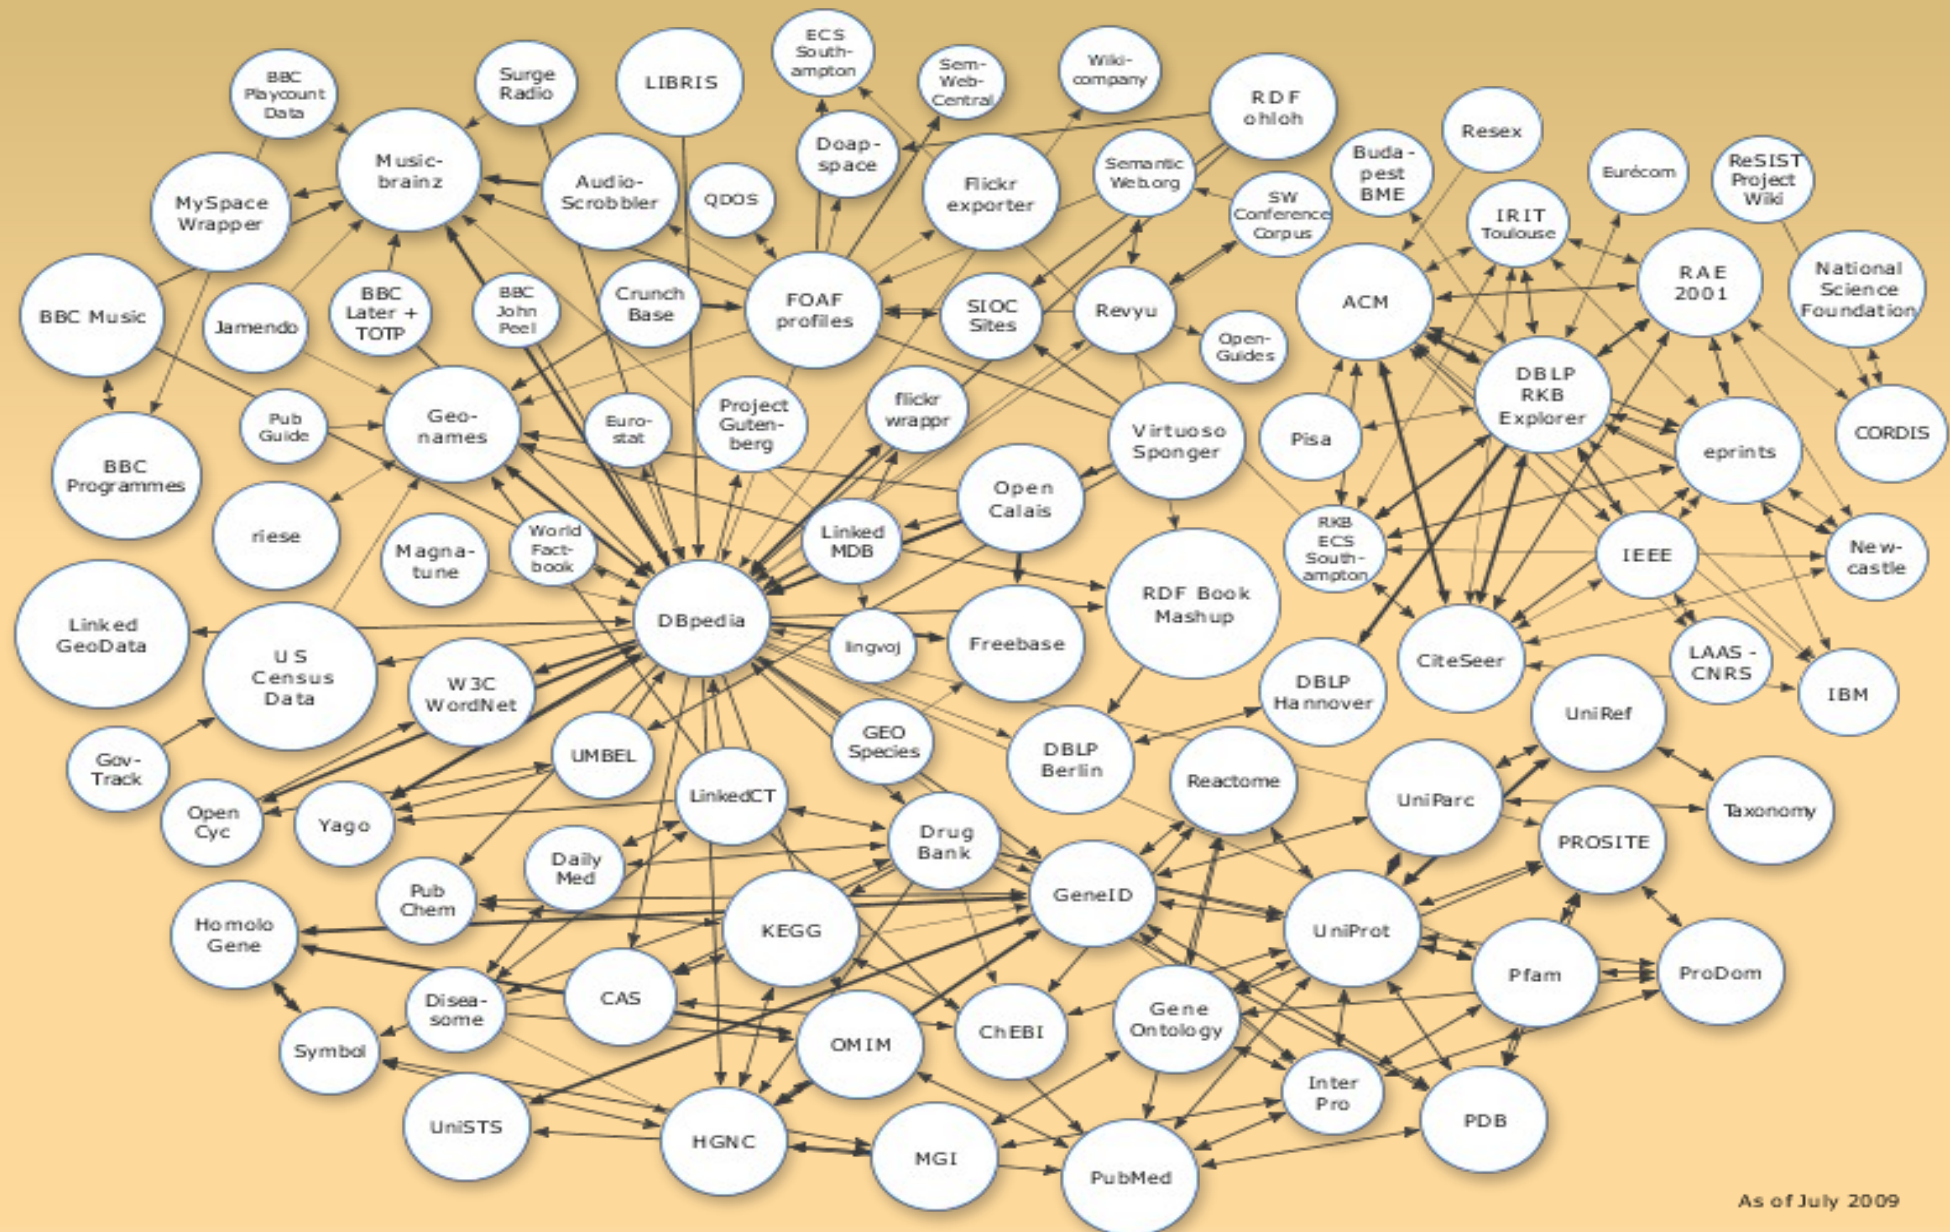 BBC
Playcount
Data
Surge
Radio
LIBRIS
ECS
South-
ampton
Sem-
Web-
Central
Wiki-
company
RDF
ohloh
Resex
Buda-
pest
BME
Eurécom
ReSIST
Project
Wiki
MySpace
Wrapper
Music-
brainz
Audio-
Scrobbler
QDOS
Doap-
space
Flickr
exporter
Semantic
Web.org
SW
Conference
Corpus
IRIT
Toulouse
BBC Music
Jamendo
BBC
Later +
TOTP
BBC
John
Peel
Crunch
Base
FOAF
profiles
SIOC
Sites
Revyu
Open-
Guides
ACM
RAE
2001
National
Science
Foundation
BBC
Programmes
Pub
Guide
Geo-
names
Euro-
stat
Project
Guten-
berg
flickr
wrappr
Virtuoso
Sponger
Pisa
DBLP
RKB
Explorer
eprints
CORDIS
riese
Magna-
tune
World
Fact-
book
Linked
MDB
Open
Calais
RKB
ECS
South-
ampton
IEEE
New-
castle
Linked
GeoData
US
Census
Data
W3C
WordNet
DBpedia
lingvoj
Freebase
RDF Book
Mashup
DBLP
Hannover
CiteSeer
LAAS-
CNRS
IBM
Gov-
Track
Open
Cyc
Yago
UMBEL
LinkedCT
GEO
Species
DBLP
Berlin
Reactome
UniParc
UniRef
Taxonomy
Pub
Chem
Daily
Med
Drug
Bank
PROSITE
Homolo
Gene
KEGG
GeneID
UniProt
Pfam
ProDom
Symbol
Disea-
some
CAS
OMIM
ChEBI
Gene
Ontology
Inter
Pro
UniSTS
HGNC
MGI
PubMed
PDB
As of July 2009